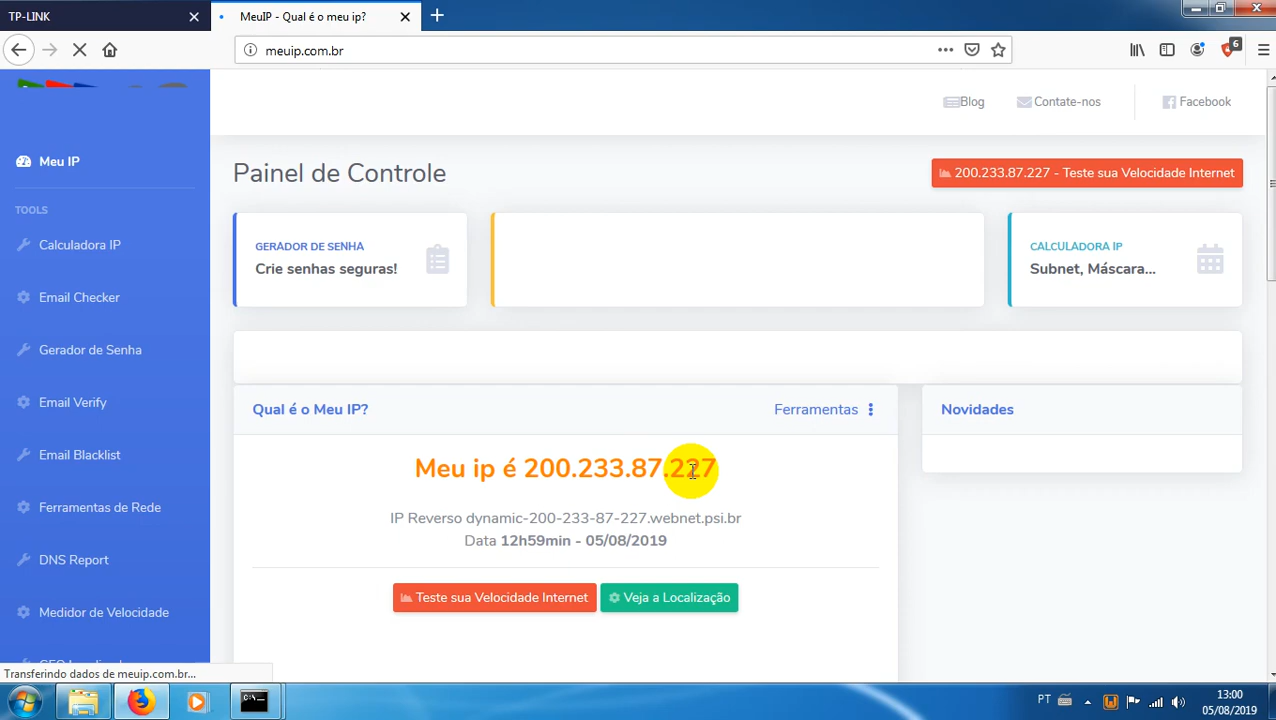 TP-LINK
MeuIP - Qual é o meu ip?
meuip.com.br
6
Blog
Contate-nos
Facebook
Meu IP
Painel de Controle
200.233.87.227 - Teste sua Velocidade Internet
TOOLS
Calculadora IP
Email Checker
Gerador de Senha
Email Verify
Email Blacklist
Ferramentas de Rede
DNS Report
Medidor de Velocidade
GERADOR DE SENHA
Crie senhas seguras!
CALCULADORA IP
Subnet, Máscara...
Qual é o Meu IP?
Ferramentas
Novidades
Meu ip é 200.233.87.227
IP Reverso dynamic-200-233-87-227.webnet.psi.br
Data 12h59min - 05/08/2019
Teste sua Velocidade Internet
Veja a Localização
Transferindo dados de meuip.com.br...
PT
13:00
05/08/2019